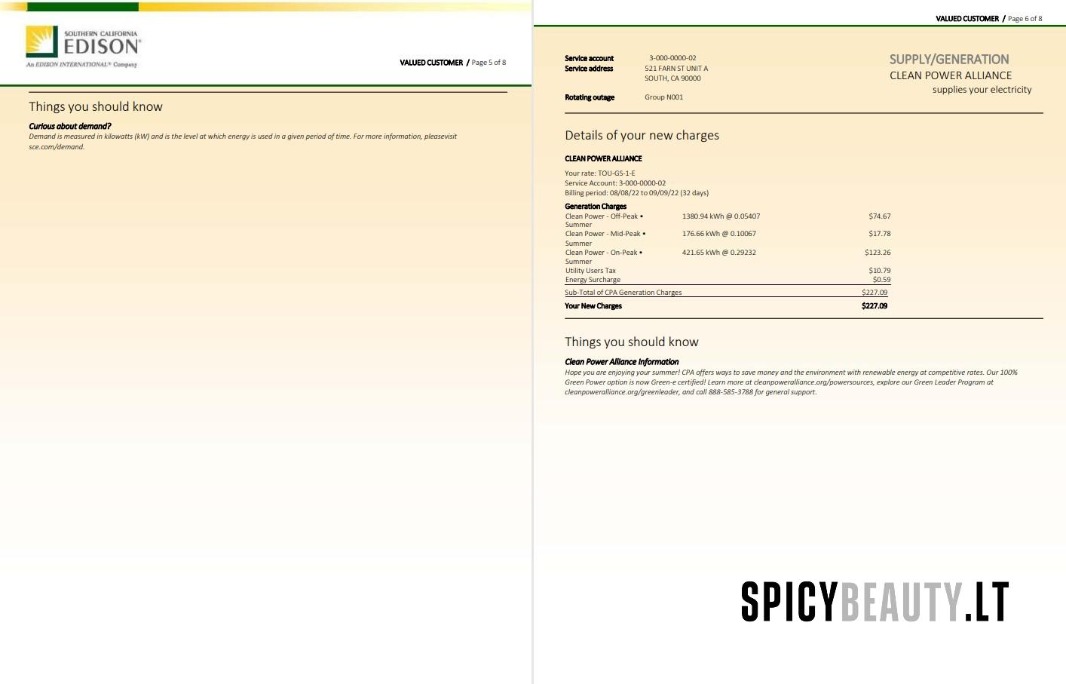 SOUTHERN CALIFORNIA
EDISON®
An EDISON INTERNATIONAL® Company
VALUED CUSTOMER / Page 5 of 8
Things you should know
Curious about demand?
Demand is measured in kilowatts (kW) and is the level at which energy is used in a given period of time. For more information, pleasevisit
sce.com/demand.
VALUED CUSTOMER / Page 6 of 8
Service account 3-000-0000-02
Service address 521 FARN ST UNIT A
SOUTH, CA 90000
Rotating outage Group N001
SUPPLY/GENERATION
CLEAN POWER ALLIANCE
supplies your electricity
Details of your new charges
CLEAN POWER ALLIANCE
Your rate: TOU-GS-1-E
Service Account: 3-000-0000-02
Billing period: 08/08/22 to 09/09/22 (32 days)
Generation Charges
Clean Power - Off-Peak • 1380.94 kWh @ 0.05407 $74.67
Summer
Clean Power - Mid-Peak • 176.66 kWh @ 0.10067 $17.78
Summer
Clean Power - On-Peak • 421.65 kWh @ 0.29232 $123.26
Summer
Utility Users Tax $10.79
Energy Surcharge $0.59
Sub-Total of CPA Generation Charges $227.09
Your New Charges $227.09
Things you should know
Clean Power Alliance Information
Hope you are enjoying your summer! CPA offers ways to save money and the environment with renewable energy at competitive rates. Our 100%
Green Power option is now Green-e certified! Learn more at cleanpoweralliance.org/powersources, explore our Green Leader Program at
cleanpoweralliance.org/greenleader, and call 888-585-3788 for general support.
SPICYBEAUTY.LT